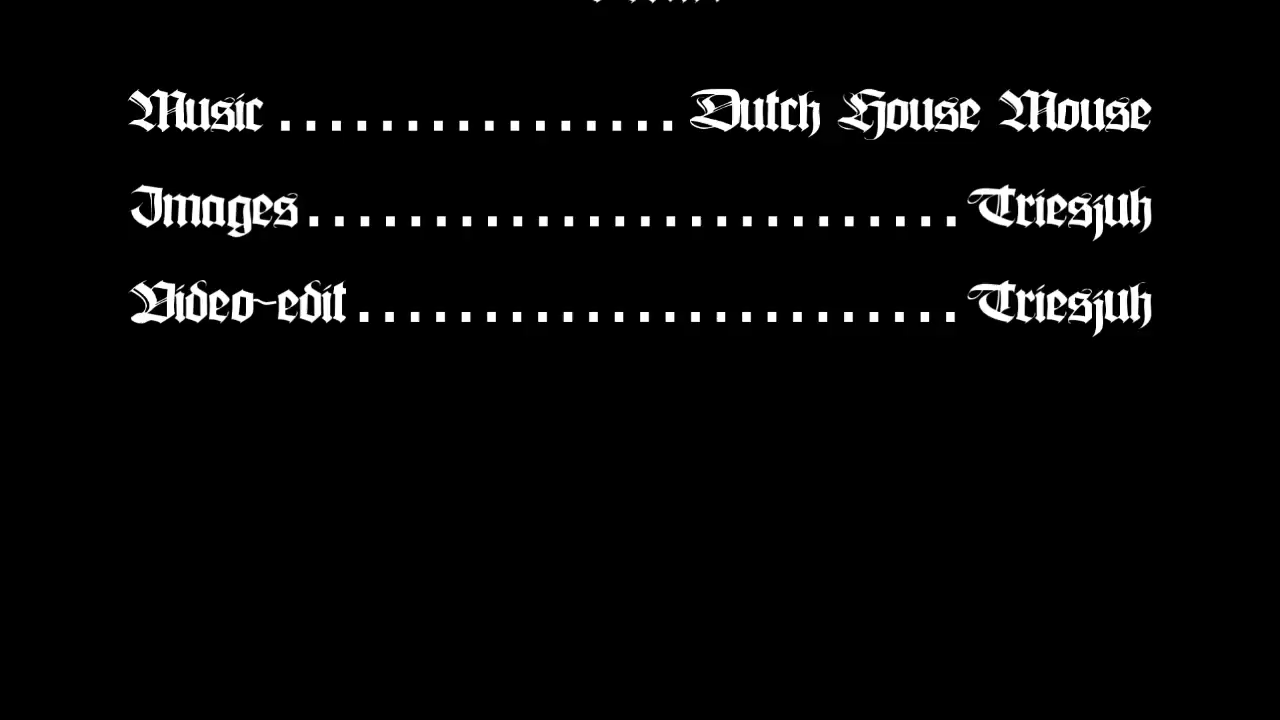 Music ................ Dutch House Mouse
Images .......................... Triesjuh
Video-edit ........................ Triesjuh